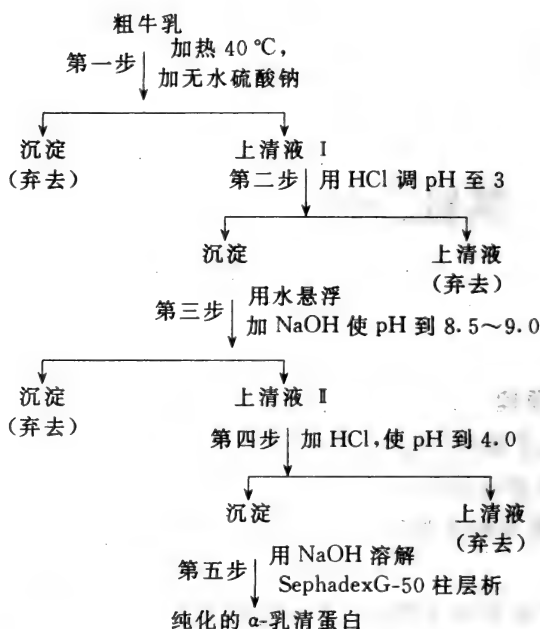 粗牛乳
第一步 加热 40 ℃,
加无水硫酸钠
沉淀 上清液 Ⅰ
(弃去) 第二步 用 HCl 调 pH 至 3
沉淀 上清液
(弃去)
第三步 用水悬浮
加 NaOH 使 pH 到 8.5～9.0
沉淀 上清液 Ⅱ
(弃去)
第四步 加 HCl,使 pH 到 4.0
沉淀 上清液
(弃去)
第五步 用 NaOH 溶解
SephadexG-50 柱层析
纯化的 α-乳清蛋白